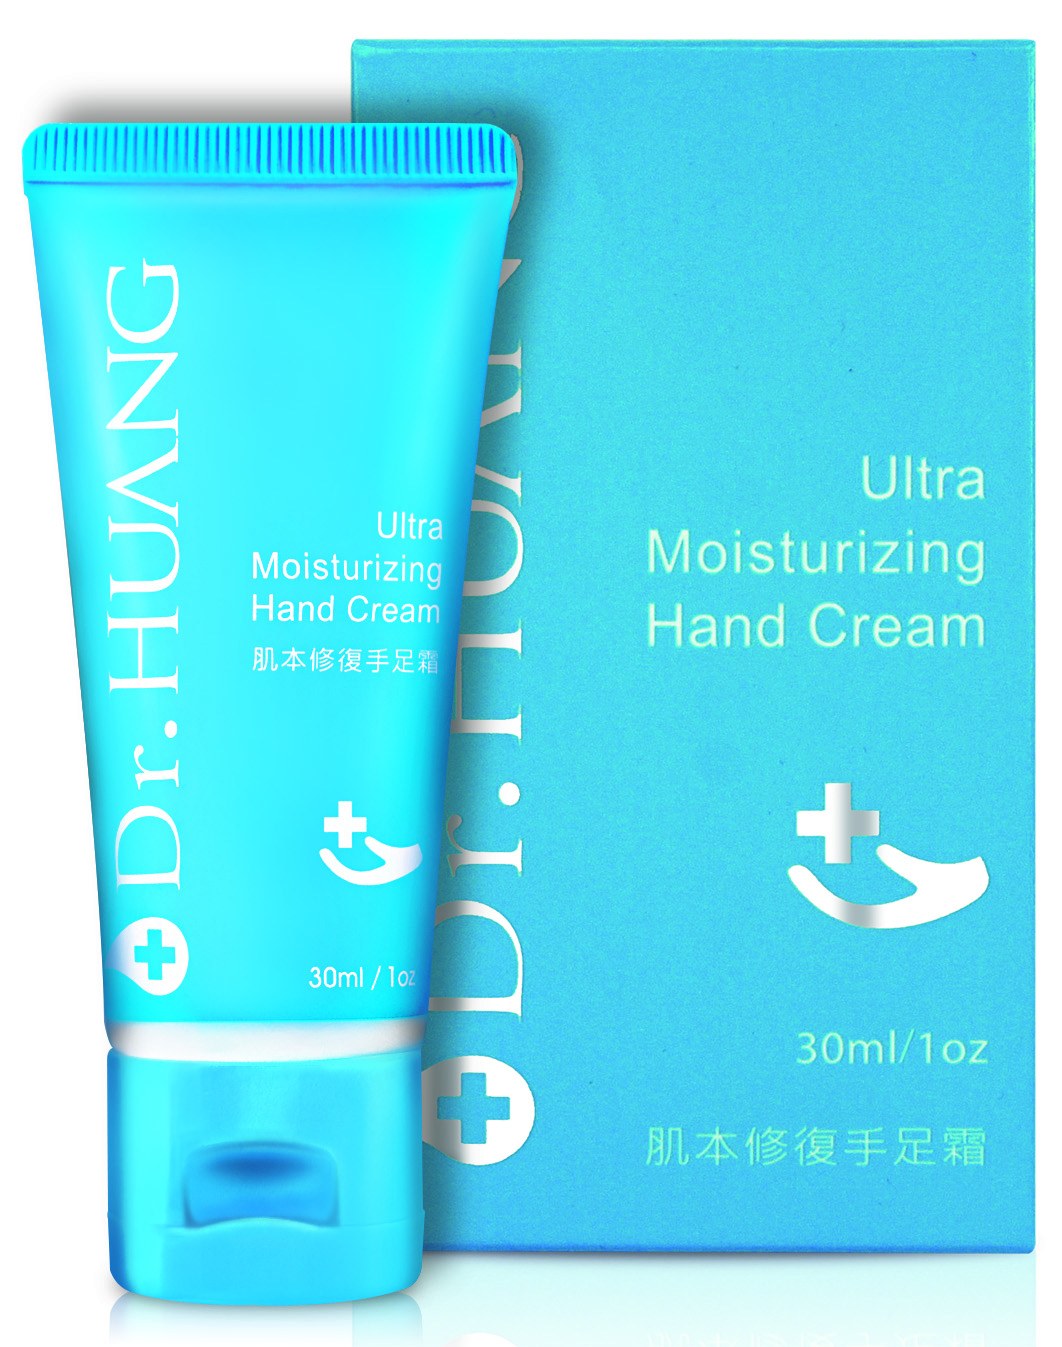 Dr. HUANG
Ultra
Moisturizing
Hand Cream
肌本修復手足霜
30ml / 1oz
Dr. HUANG
Ultra
Moisturizing
Hand Cream
30ml/1oz
肌本修復手足霜